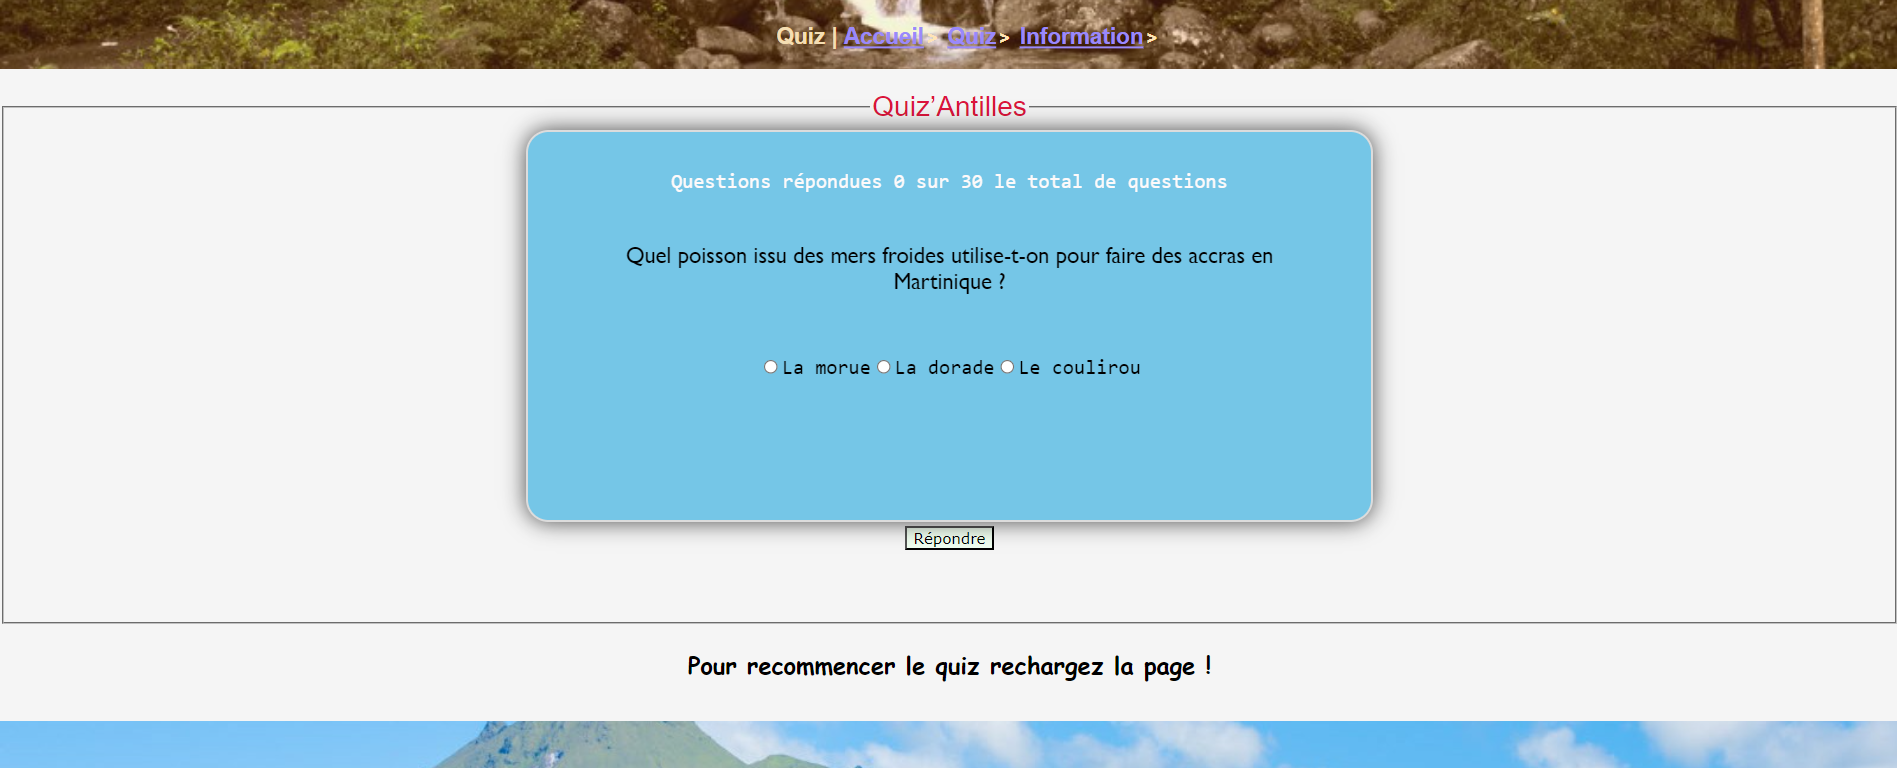 Quiz | Accueil > Quiz> Information>
Quiz’Antilles
Questions répondues 0 sur 30 le total de questions
Quel poisson issu des mers froides utilise-t-on pour faire des accras en
Martinique ?
La morue La dorade Le coulirou
Répondre
Pour recommencer le quiz rechargez la page !